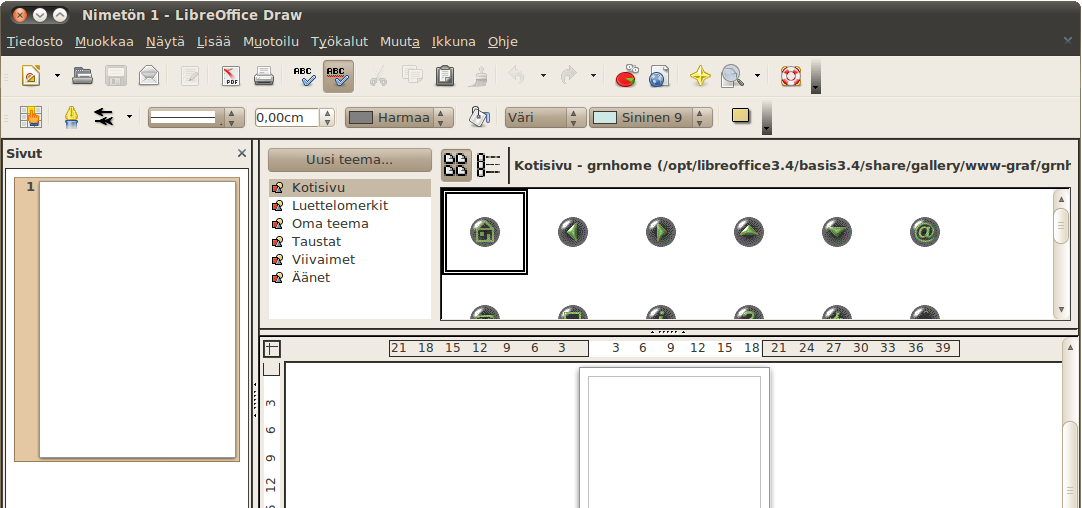 Nimetön 1 - LibreOffice Draw
Tiedosto Muokkaa Näytä Lisää Muotoilu Työkalut Muuta Ikkuna Ohje
PDF ABC ABC
0,00cm Harmaa Väri Sininen 9
Sivut
1
Uusi teema...
Kotisivu
Luettelomerkit
Oma teema
Taustat
Viivaimet
Äänet
Kotisivu - grnhome (/opt/libreoffice3.4/basis3.4/share/gallery/www-graf/grnh
@
21 18 15 12 9 6 3 3 6 9 12 15 18 21 24 27 30 33 36 39
3
6
9
12